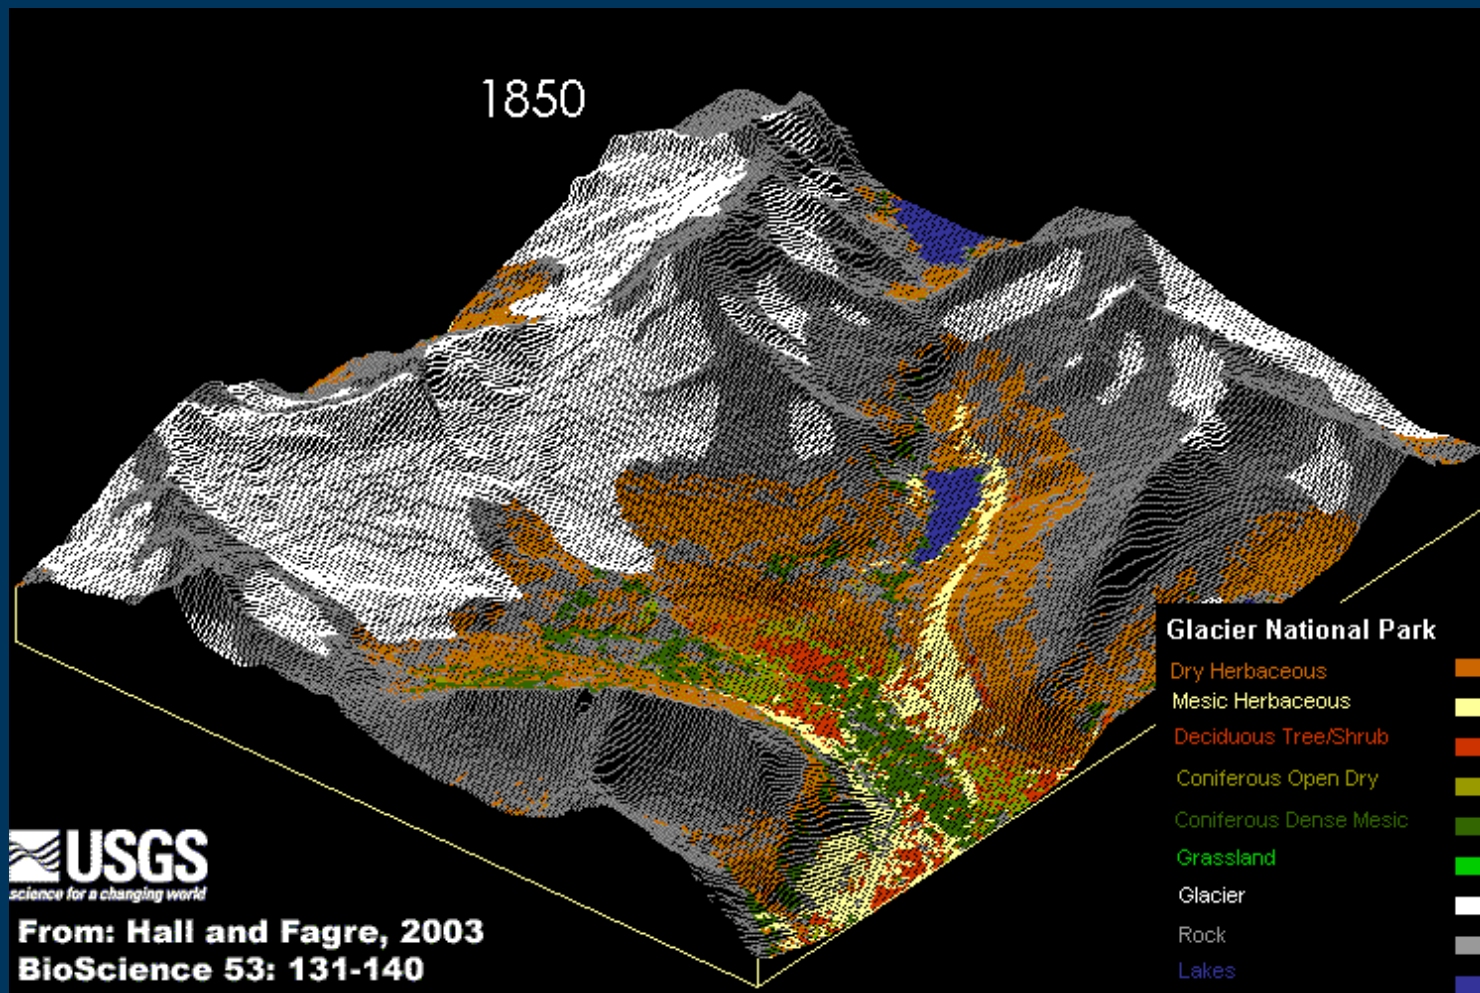 1850
Glacier National Park
Dry Herbaceous
Mesic Herbaceous
Deciduous Tree/Shrub
Coniferous Open Dry
Coniferous Dense Mesic
Grassland
Glacier
Rock
Lakes
USGS
science for a changing world
From: Hall and Fagre, 2003
BioScience 53: 131-140